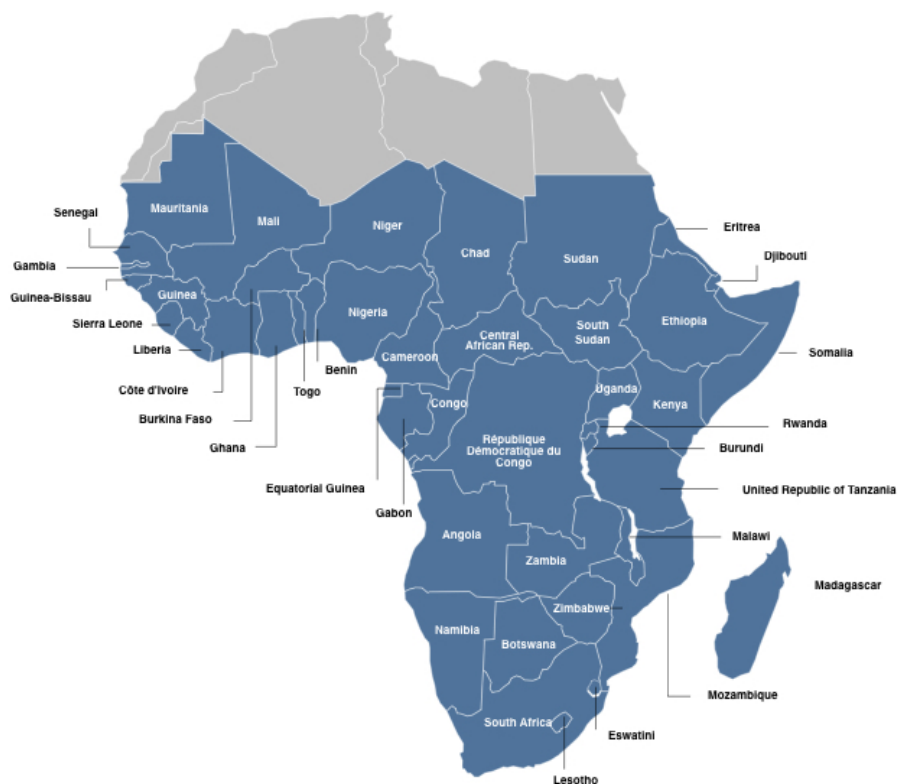 Mauritania
Mali
Niger
Senegal
Eritrea
Chad
Djibouti
Sudan
Gambia
Guinea
Guinea-Bissau
Nigeria
Ethiopia
Sierra Leone
South
Sudan
Central
African Rep.
Liberia
Somalia
Cameroon
Benin
Côte d'Ivoire
Togo
Uganda
Kenya
Congo
Burkina Faso
Rwanda
Ghana
République
Démocratique du
Congo
Burundi
Equatorial Guinea
United Republic of Tanzania
Gabon
Angola
Malawi
Zambia
Madagascar
Zimbabwe
Namibia
Botswana
Mozambique
South Africa
Eswatini
Lesotho